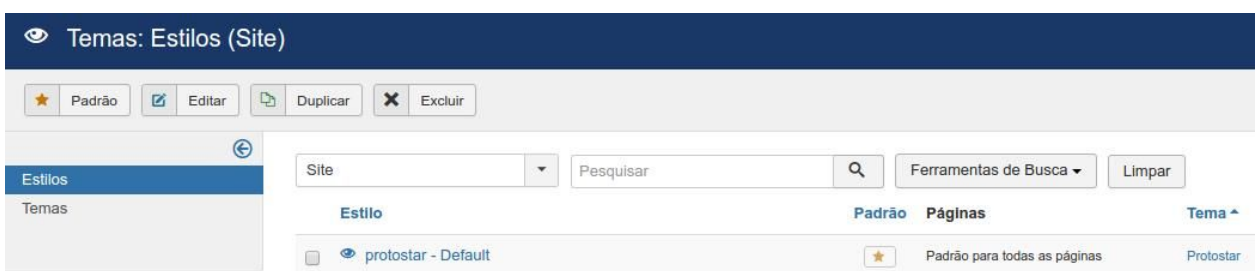 Temas: Estilos (Site)
Padrão Editar Duplicar Excluir
Site Pesquisar Ferramentas de Busca Limpar
Estilos
Temas
Estilo Padrão Páginas Tema
protostar - Default Padrão para todas as páginas Protostar